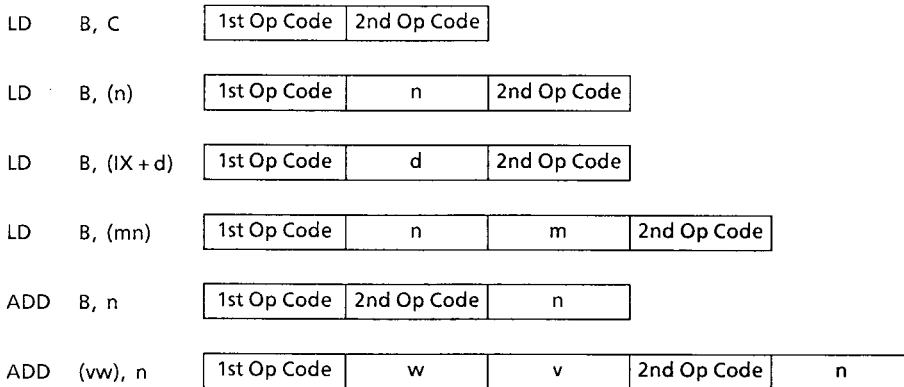 LD B, C 1st Op Code 2nd Op Code
LD B, (n) 1st Op Code n 2nd Op Code
LD B, (IX + d) 1st Op Code d 2nd Op Code
LD B, (mn) 1st Op Code n m 2nd Op Code
ADD B, n 1st Op Code 2nd Op Code n
ADD (vw), n 1st Op Code w v 2nd Op Code n